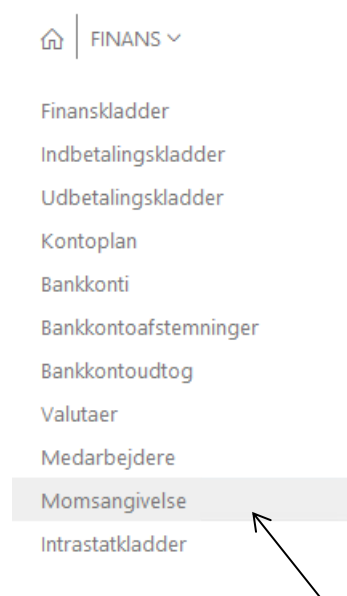 FINANS
Finanskladder
Indbetalingskladder
Udbetalingskladder
Kontoplan
Bankkonti
Bankkontoafstemninger
Bankkontoudtog
Valutaer
Medarbejdere
Momsangivelse
Intrastatkladder